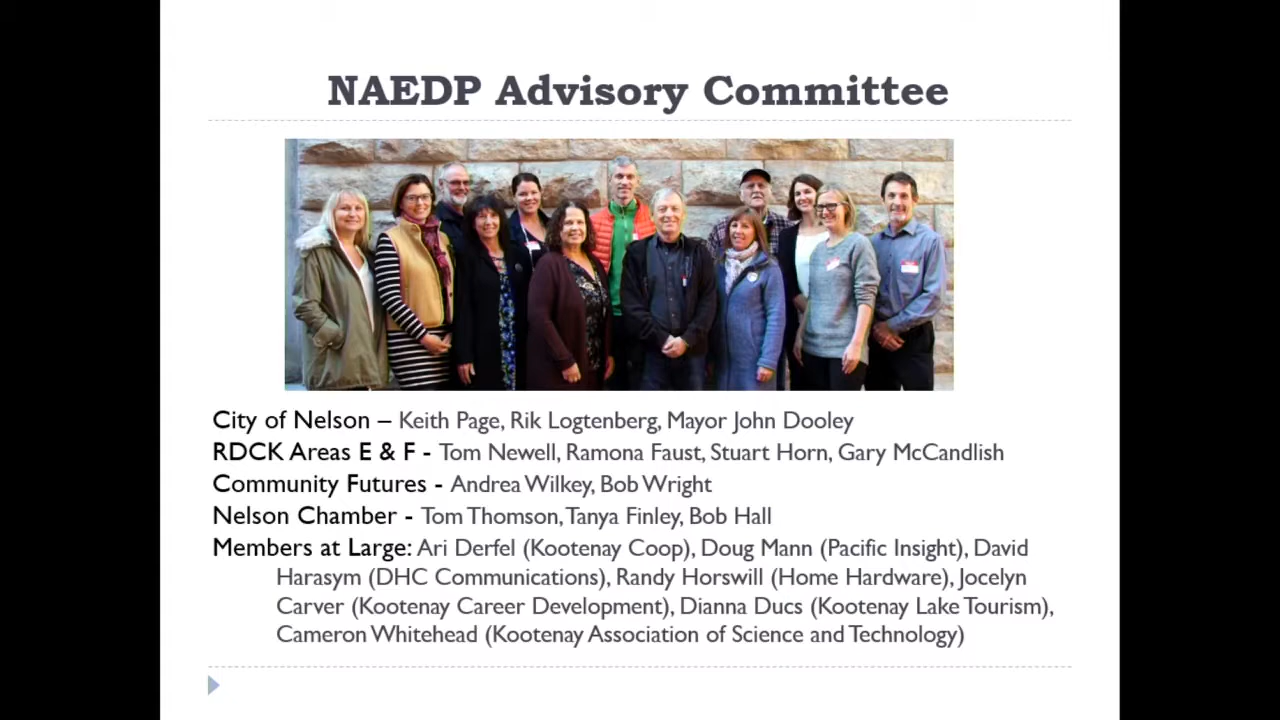 NAEDP Advisory Committee
City of Nelson – Keith Page, Rik Logtenberg, Mayor John Dooley
RDCK Areas E & F - Tom Newell, Ramona Faust, Stuart Horn, Gary McCandlish
Community Futures - Andrea Wilkey, Bob Wright
Nelson Chamber - Tom Thomson, Tanya Finley, Bob Hall
Members at Large: Ari Derfel (Kootenay Coop), Doug Mann (Pacific Insight), David
Harasym (DHC Communications), Randy Horswill (Home Hardware), Jocelyn
Carver (Kootenay Career Development), Dianna Ducs (Kootenay Lake Tourism),
Cameron Whitehead (Kootenay Association of Science and Technology)